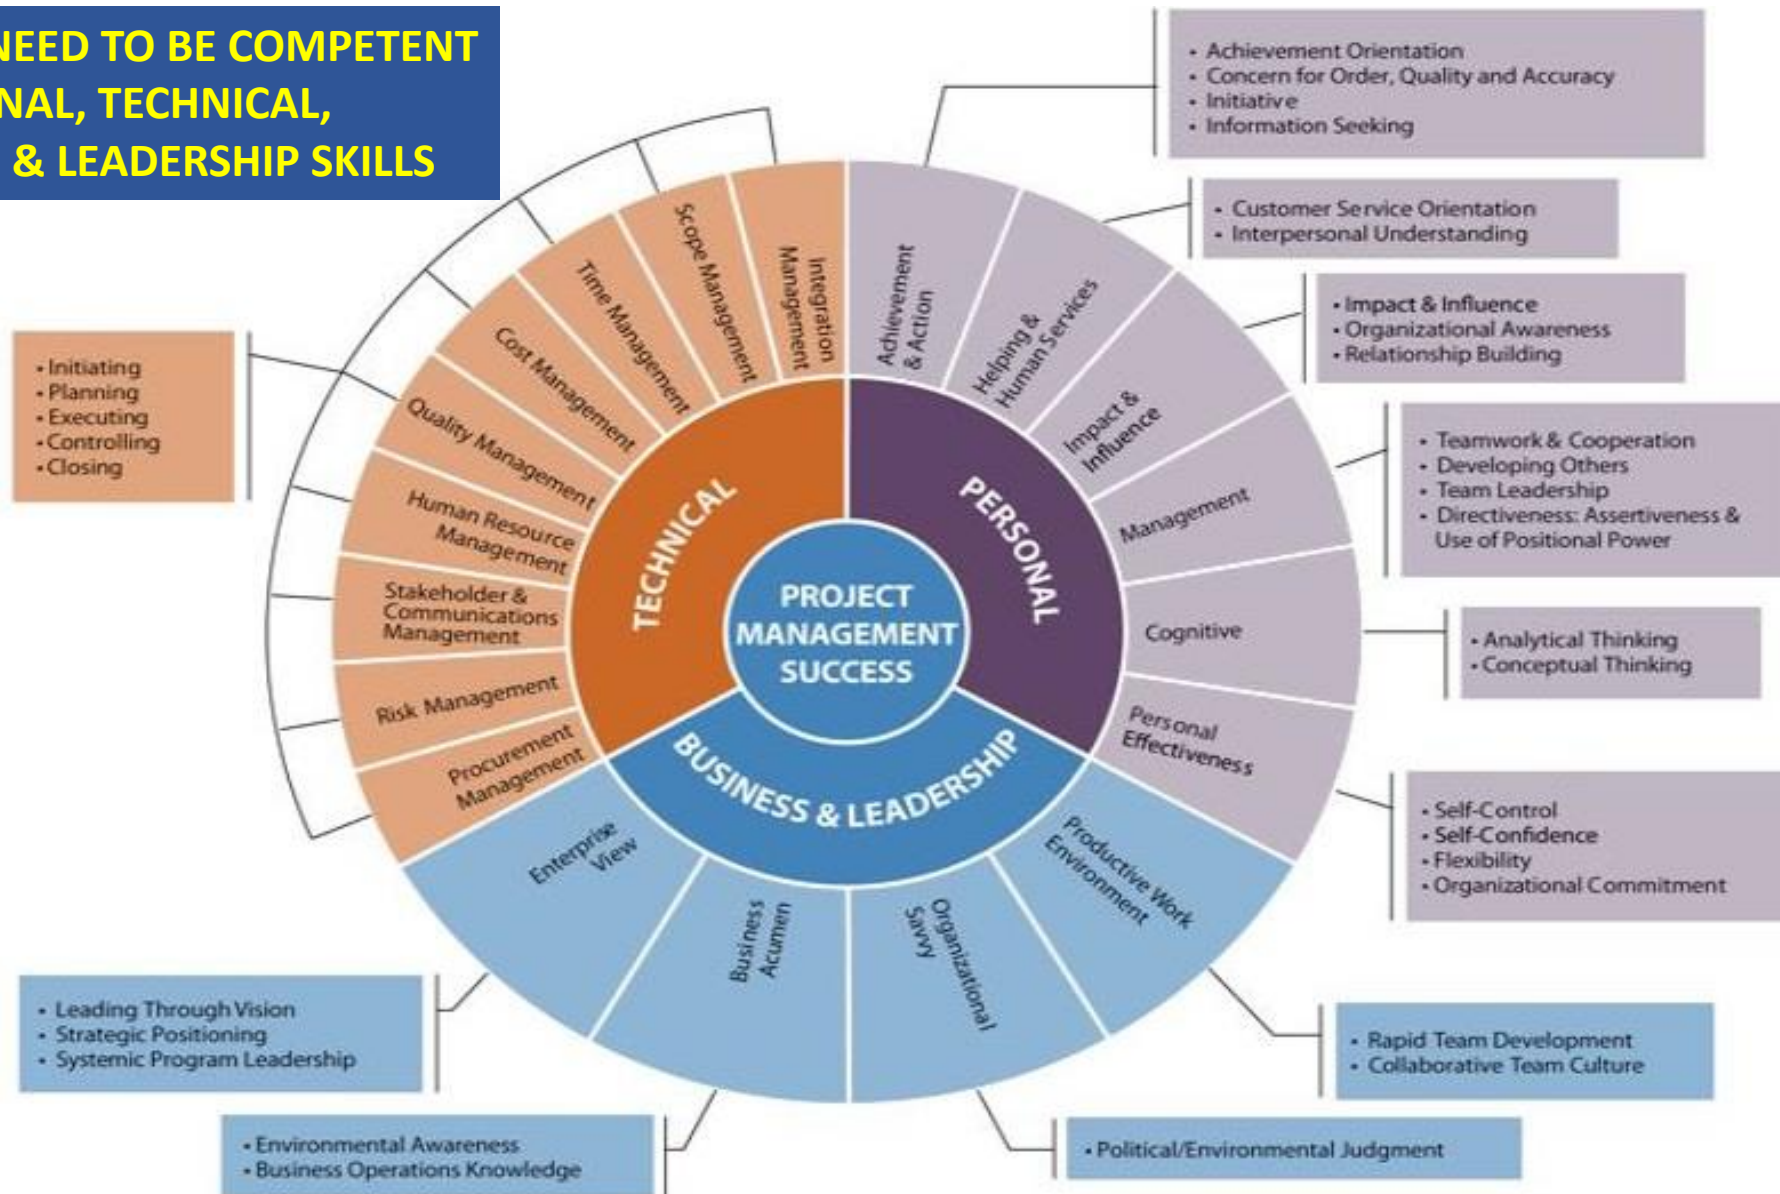 NEED TO BE COMPETENT
NAL, TECHNICAL,
& LEADERSHIP SKILLS
• Achievement Orientation
• Concern for Order, Quality and Accuracy
• Initiative
• Information Seeking
• Customer Service Orientation
• Interpersonal Understanding
• Impact & Influence
• Organizational Awareness
• Relationship Building
• Teamwork & Cooperation
• Developing Others
• Team Leadership
• Directiveness: Assertiveness &
Use of Positional Power
• Analytical Thinking
• Conceptual Thinking
• Self-Control
• Self-Confidence
• Flexibility
• Organizational Commitment
• Initiating
• Planning
• Executing
• Controlling
• Closing
Integration
Management
Scope Management
Time Management
Cost Management
Quality Management
Human Resource
Management
Stakeholder &
Communications
Management
Risk Management
Procurement
Management
Achievement
& Action
Helping &
Human Services
Impact &
Influence
Management
Cognitive
Personal
Effectiveness
TECHNICAL
PERSONAL
PROJECT
MANAGEMENT
SUCCESS
BUSINESS & LEADERSHIP
Enterprise
View
Business
Acumen
Organizational
Savvy
Productive Work
Environment
• Leading Through Vision
• Strategic Positioning
• Systemic Program Leadership
• Environmental Awareness
• Business Operations Knowledge
• Political/Environmental Judgment
• Rapid Team Development
• Collaborative Team Culture